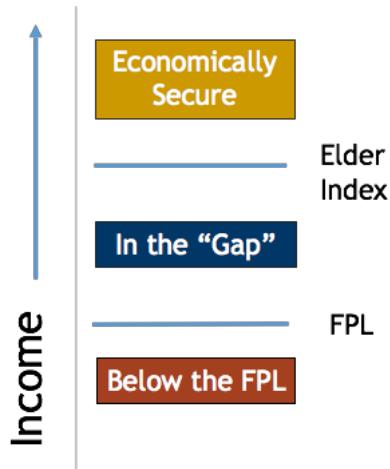 Economically
Secure
Elder
Index
In the “Gap”
FPL
Below the FPL
Income